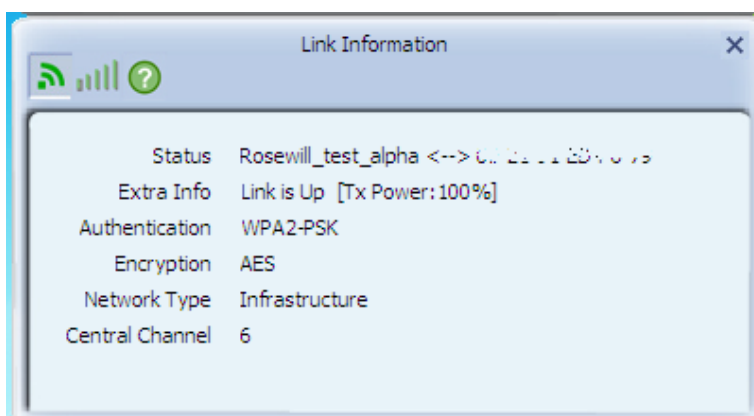 Link Information
Status Rosewill_test_alpha <-->
Extra Info Link is Up [Tx Power:100%]
Authentication WPA2-PSK
Encryption AES
Network Type Infrastructure
Central Channel 6